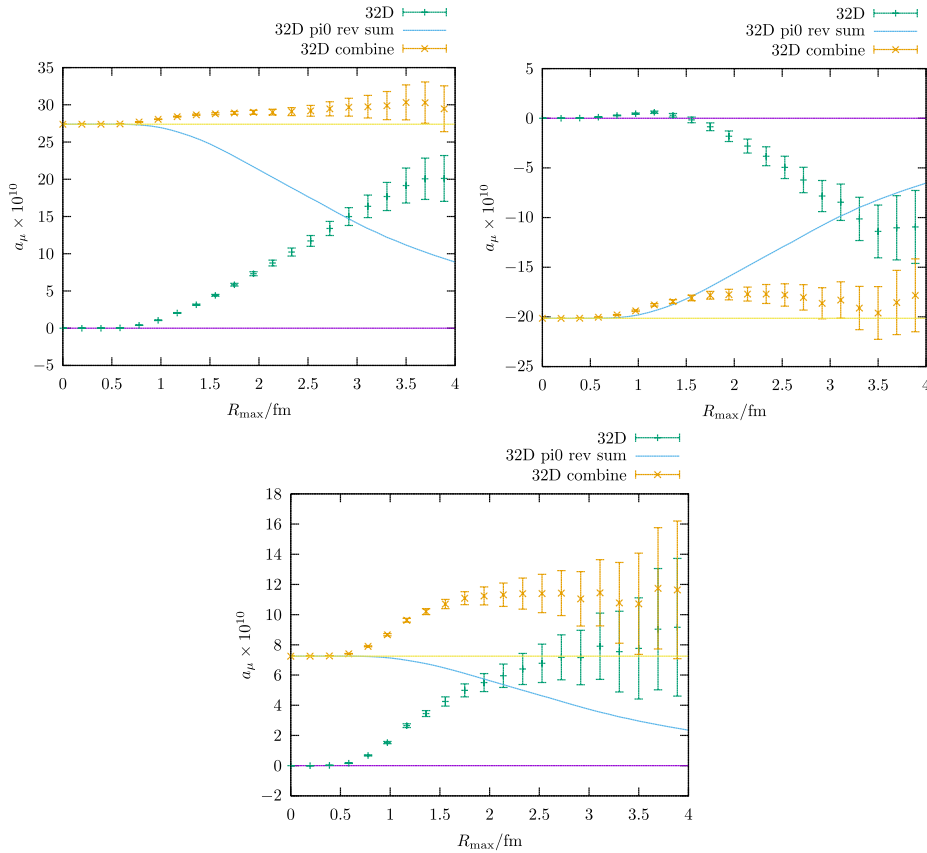 32D
32D pi0 rev sum
32D combine
35
30
25
20
15
10
5
0
−5
a_μ × 10^10
0 0.5 1 1.5 2 2.5 3 3.5 4
R_max/fm
32D
32D pi0 rev sum
32D combine
5
0
−5
−10
−15
−20
−25
a_μ × 10^10
0 0.5 1 1.5 2 2.5 3 3.5 4
R_max/fm
32D
32D pi0 rev sum
32D combine
18
16
14
12
10
8
6
4
2
0
−2
a_μ × 10^10
0 0.5 1 1.5 2 2.5 3 3.5 4
R_max/fm